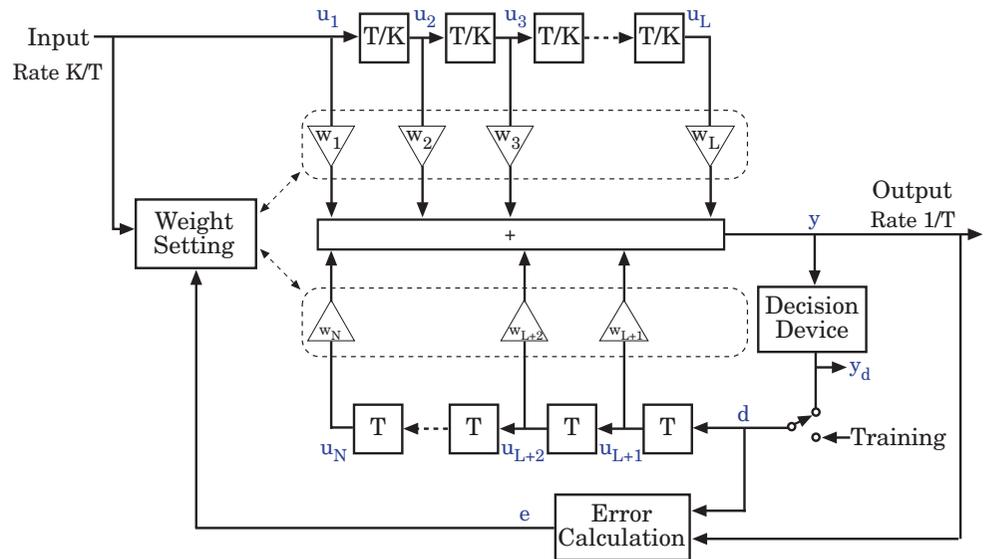 u1 u2 u3 uL
Input T/K T/K T/K T/K
Rate K/T
w1 w2 w3 wL
Output
Weight
Setting
y Rate 1/T
+
Decision
Device
wN wL+2 wL+1
yd
T T T T d
uN uL+2 uL+1
Training
e Error
Calculation